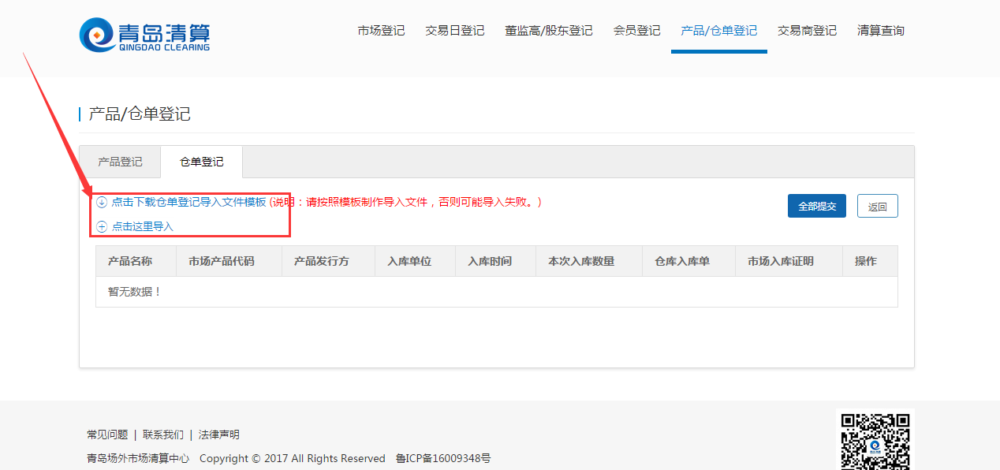 青岛清算
QINGDAO CLEARING
市场登记 交易日登记 董监高/股东登记 会员登记 产品/仓单登记 交易商登记 清算查询
产品/仓单登记
产品登记 仓单登记
点击下载仓单登记导入文件模板 (说明：请按照模板制作导入文件，否则可能导入失败。)
全部提交 返回
点击这里导入
产品名称 市场产品代码 产品发行方 入库单位 入库时间 本次入库数量 仓库入库单 市场入库证明 操作
暂无数据！
常见问题 | 联系我们 | 法律声明
青岛场外市场清算中心 Copyright © 2017 All Rights Reserved 鲁ICP备16009348号